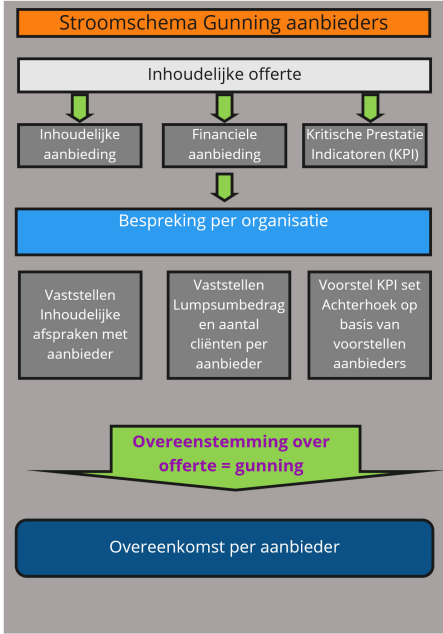 Stroomschema Gunning aanbieders
Inhoudelijke offerte
Inhoudelijke
aanbieding
Financiele
aanbieding
Kritische Prestatie
Indicatoren (KPI)
Bespreking per organisatie
Vaststellen
Inhoudelijke
afspraken met
aanbieder
Vaststellen
Lumpsumbedrag
en aantal
cliënten per
aanbieder
Voorstel KPI set
Achterhoek op
basis van
voorstellen
aanbieders
Overeenstemming over
offerte = gunning
Overeenkomst per aanbieder